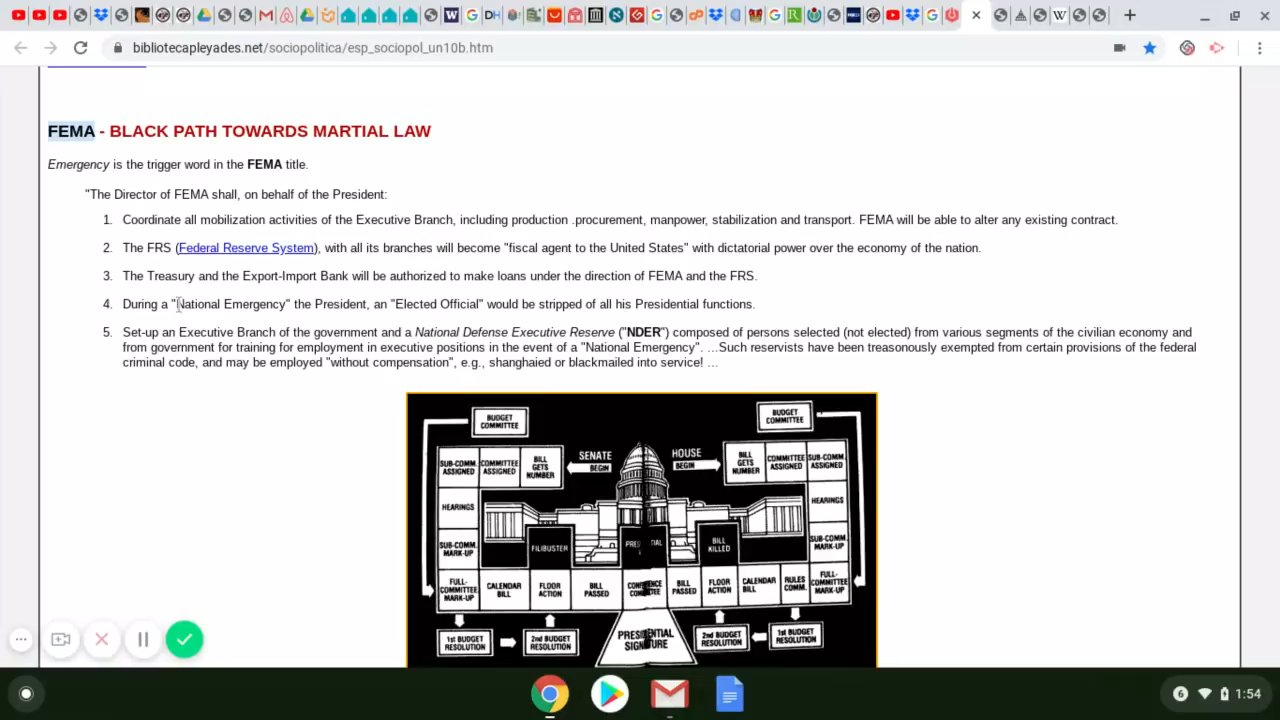 bibliotecapleyades.net/sociopolitica/esp_sociopol_un10b.htm
FEMA - BLACK PATH TOWARDS MARTIAL LAW
Emergency is the trigger word in the FEMA title.
"The Director of FEMA shall, on behalf of the President:
1. Coordinate all mobilization activities of the Executive Branch, including production .procurement, manpower, stabilization and transport. FEMA will be able to alter any existing contract.
2. The FRS (Federal Reserve System), with all its branches will become "fiscal agent to the United States" with dictatorial power over the economy of the nation.
3. The Treasury and the Export-Import Bank will be authorized to make loans under the direction of FEMA and the FRS.
4. During a "National Emergency" the President, an "Elected Official" would be stripped of all his Presidential functions.
5. Set-up an Executive Branch of the government and a National Defense Executive Reserve ("NDER") composed of persons selected (not elected) from various segments of the civilian economy and
from government for training for employment in executive positions in the event of a "National Emergency". ...Such reservists have been treasonously exempted from certain provisions of the federal
criminal code, and may be employed "without compensation", e.g., shanghaied or blackmailed into service! ...
BUDGET
COMMITTEE
BUDGET
COMMITTEE
SUB-COMM.
ASSIGNED
COMMITTEE
ASSIGNED
BILL
GETS
NUMBER
SENATE
BEGIN
HOUSE
BEGIN
BILL
GETS
NUMBER
COMMITTEE
ASSIGNED
SUB-COMM.
ASSIGNED
HEARINGS
HEARINGS
SUB-COMM.
MARK-UP
FILIBUSTER
BILL
KILLED
SUB-COMM.
MARK-UP
FULL-
COMMITTEE
MARK-UP
CALENDAR
BILL
FLOOR
ACTION
BILL
PASSED
CONFERENCE
COMMITTEE
BILL
PASSED
FLOOR
ACTION
CALENDAR
BILL
RULES
COMM.
FULL-
COMMITTEE
MARK-UP
1st BUDGET
RESOLUTION
2nd BUDGET
RESOLUTION
PRESIDENTIAL
SIGNATURE
2nd BUDGET
RESOLUTION
1st BUDGET
RESOLUTION
6
1:54